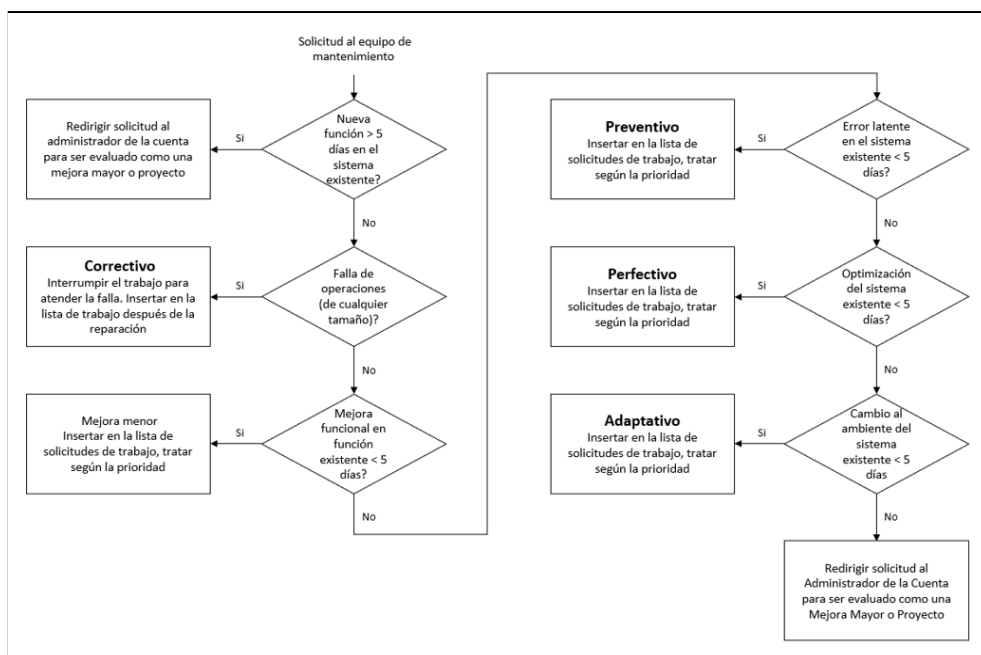 Solicitud al equipo de
mantenimiento
Nueva
función > 5
días en el
sistema
existente?
Si
Redirigir solicitud al
administrador de la cuenta
para ser evaluado como una
mejora mayor o proyecto
No
Falla de
operaciones
(de cualquier
tamaño)?
Si
Correctivo
Interrumpir el trabajo para
atender la falla. Insertar en la
lista de trabajo después de la
reparación
No
Mejora
funcional en
función
existente < 5
días?
Si
Mejora menor
Insertar en la lista de
solicitudes de trabajo, tratar
según la prioridad
No
Error latente
en el sistema
existente < 5
días?
Si
Preventivo
Insertar en la lista de
solicitudes de trabajo, tratar
según la prioridad
No
Optimización
del sistema
existente < 5
días?
Si
Perfectivo
Insertar en la lista de
solicitudes de trabajo, tratar
según la prioridad
No
Cambio al
ambiente del
sistema
existente < 5
días
Si
Adaptativo
Insertar en la lista de
solicitudes de trabajo, tratar
según la prioridad
No
Redirigir solicitud al
Administrador de la Cuenta
para ser evaluado como una
Mejora Mayor o Proyecto